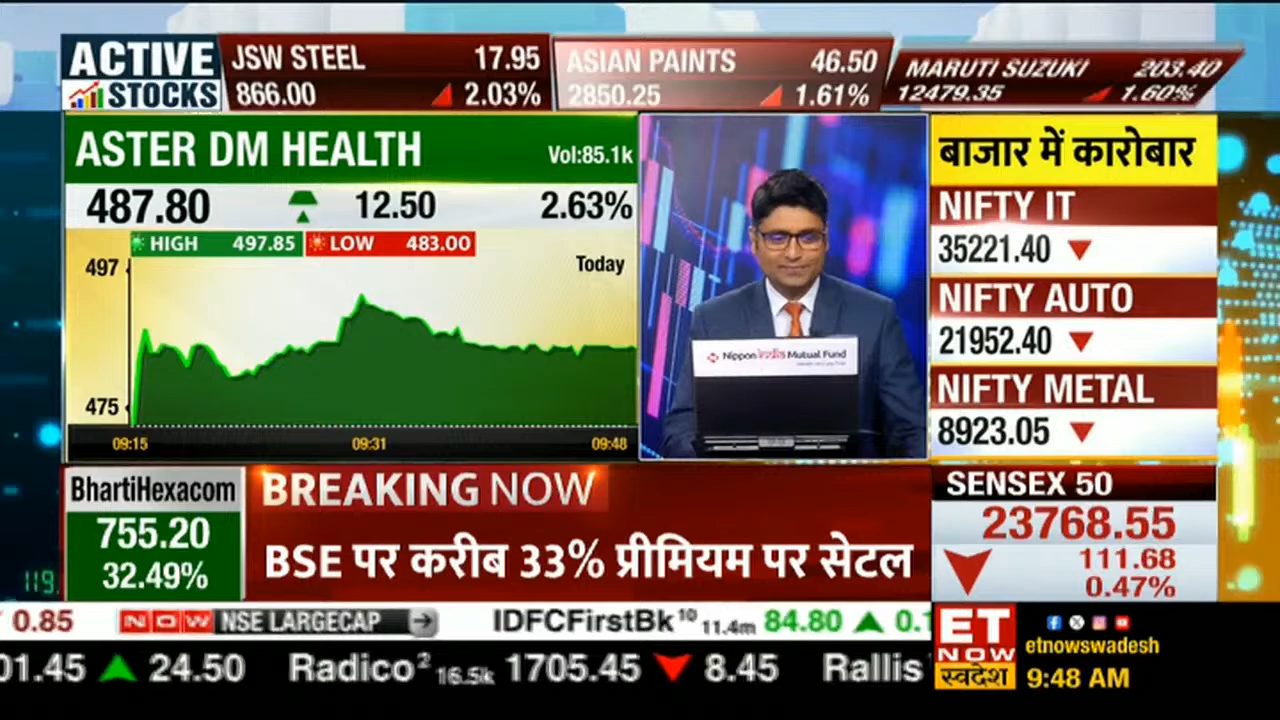 ACTIVE STOCKS
JSW STEEL 17.95
866.00 2.03%
ASIAN PAINTS 46.50
2850.25 1.61%
MARUTI SUZUKI 203.40
12479.35 1.60%
ASTER DM HEALTH Vol:85.1k
487.80 12.50 2.63%
HIGH 497.85 LOW 483.00
497 Today
475
09:15 09:31 09:48
Nippon india Mutual Fund
बाजार में कारोबार
NIFTY IT
35221.40
NIFTY AUTO
21952.40
NIFTY METAL
8923.05
BhartiHexacom
755.20
32.49%
BREAKING NOW
BSE पर करीब 33% प्रीमियम पर सेटल
SENSEX 50
23768.55
111.68
0.47%
119.
0.85 NOW NSE LARGECAP IDFCFirstBk 10 11.4m 84.80 0.1
01.45 24.50 Radico 2 16.5k 1705.45 8.45 Rallis
ET NOW स्वदेश
etnowswadesh
9:48 AM